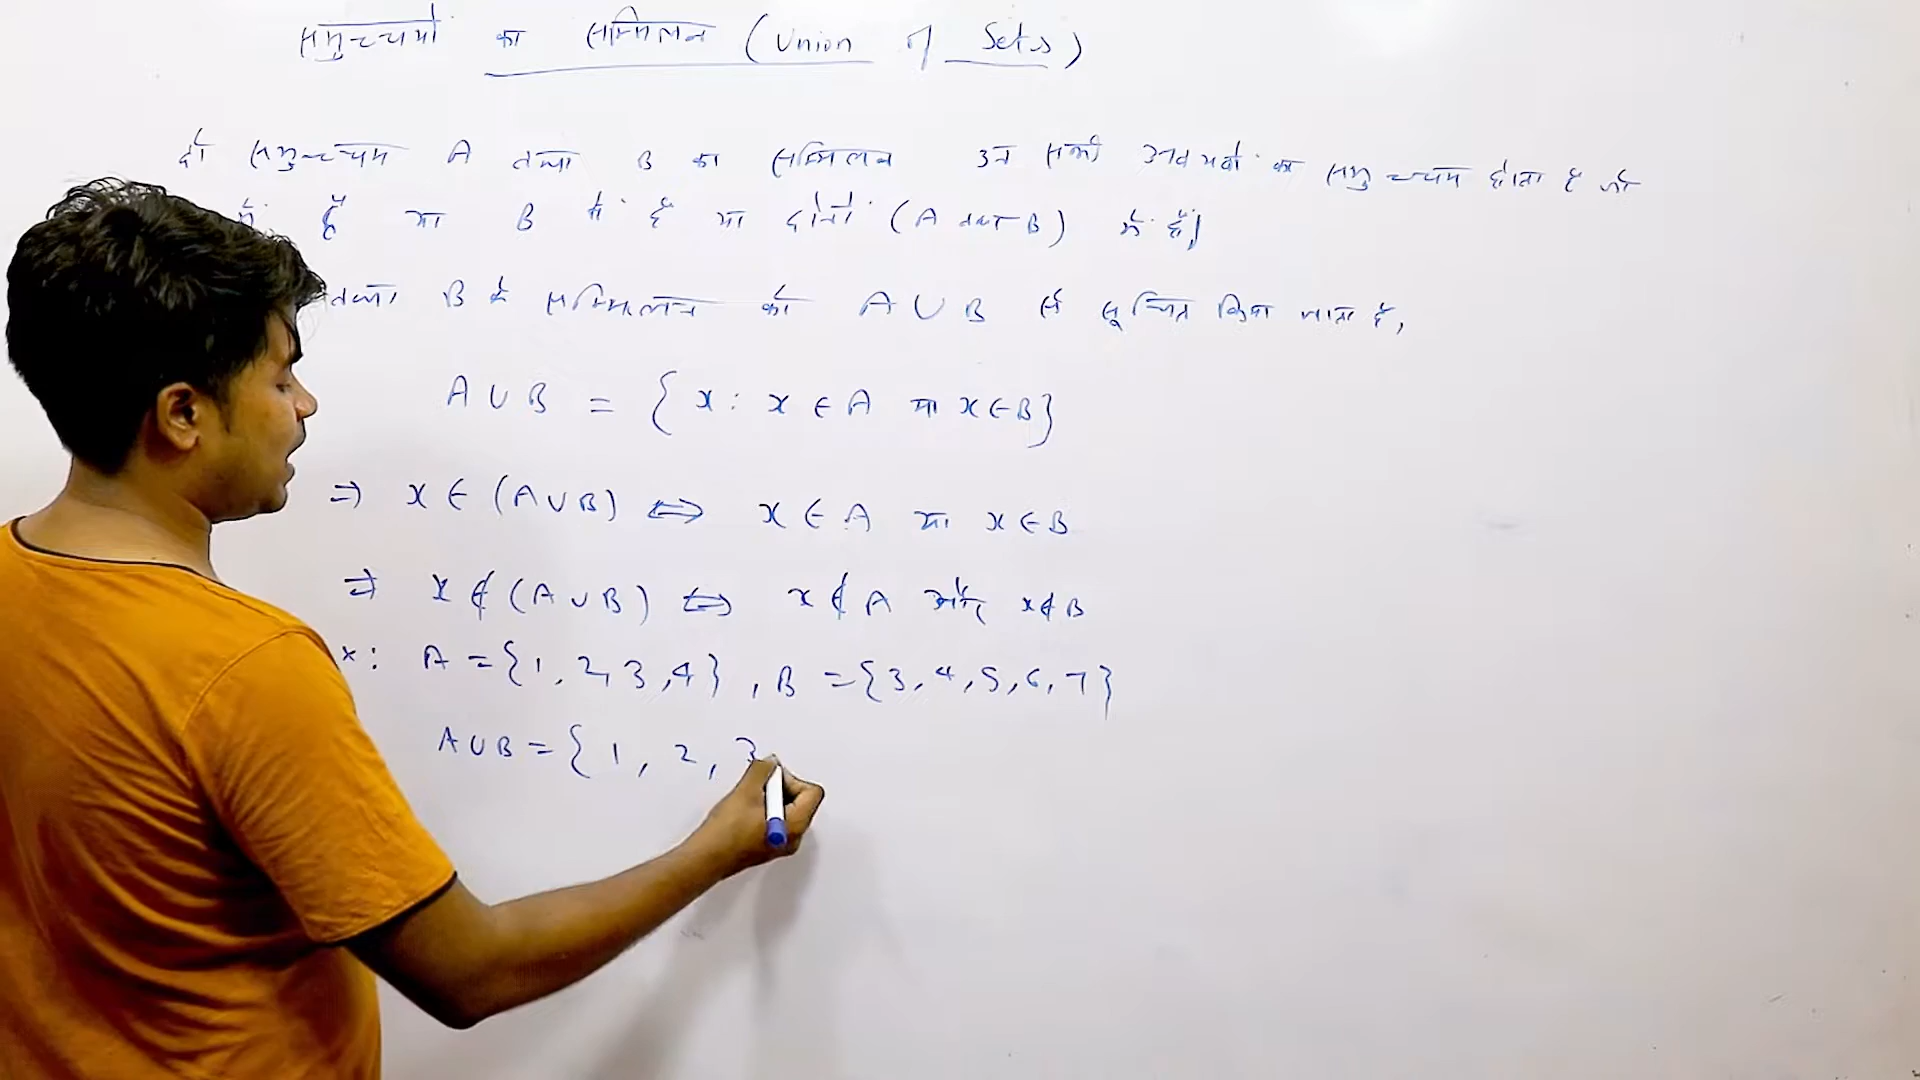 समुच्चयों का सम्मिलन (Union of Sets)
दो समुच्चय A तथा B का सम्मिलन उन सभी अवयवों का समुच्चय होता है जो
में हैं या B में हैं या दोनों (A तथा B) में हैं।
तथा B के सम्मिलन को A ∪ B से सूचित किया जाता है,
A ∪ B = { x : x ∈ A या x ∈ B}
⇒ x ∈ (A ∪ B) ⇔ x ∈ A या x ∈ B
⇒ x ∉ (A ∪ B) ⇔ x ∉ A और x ∉ B
x : A = {1, 2, 3, 4} , B = {3, 4, 5, 6, 7}
A ∪ B = { 1 , 2 , 3